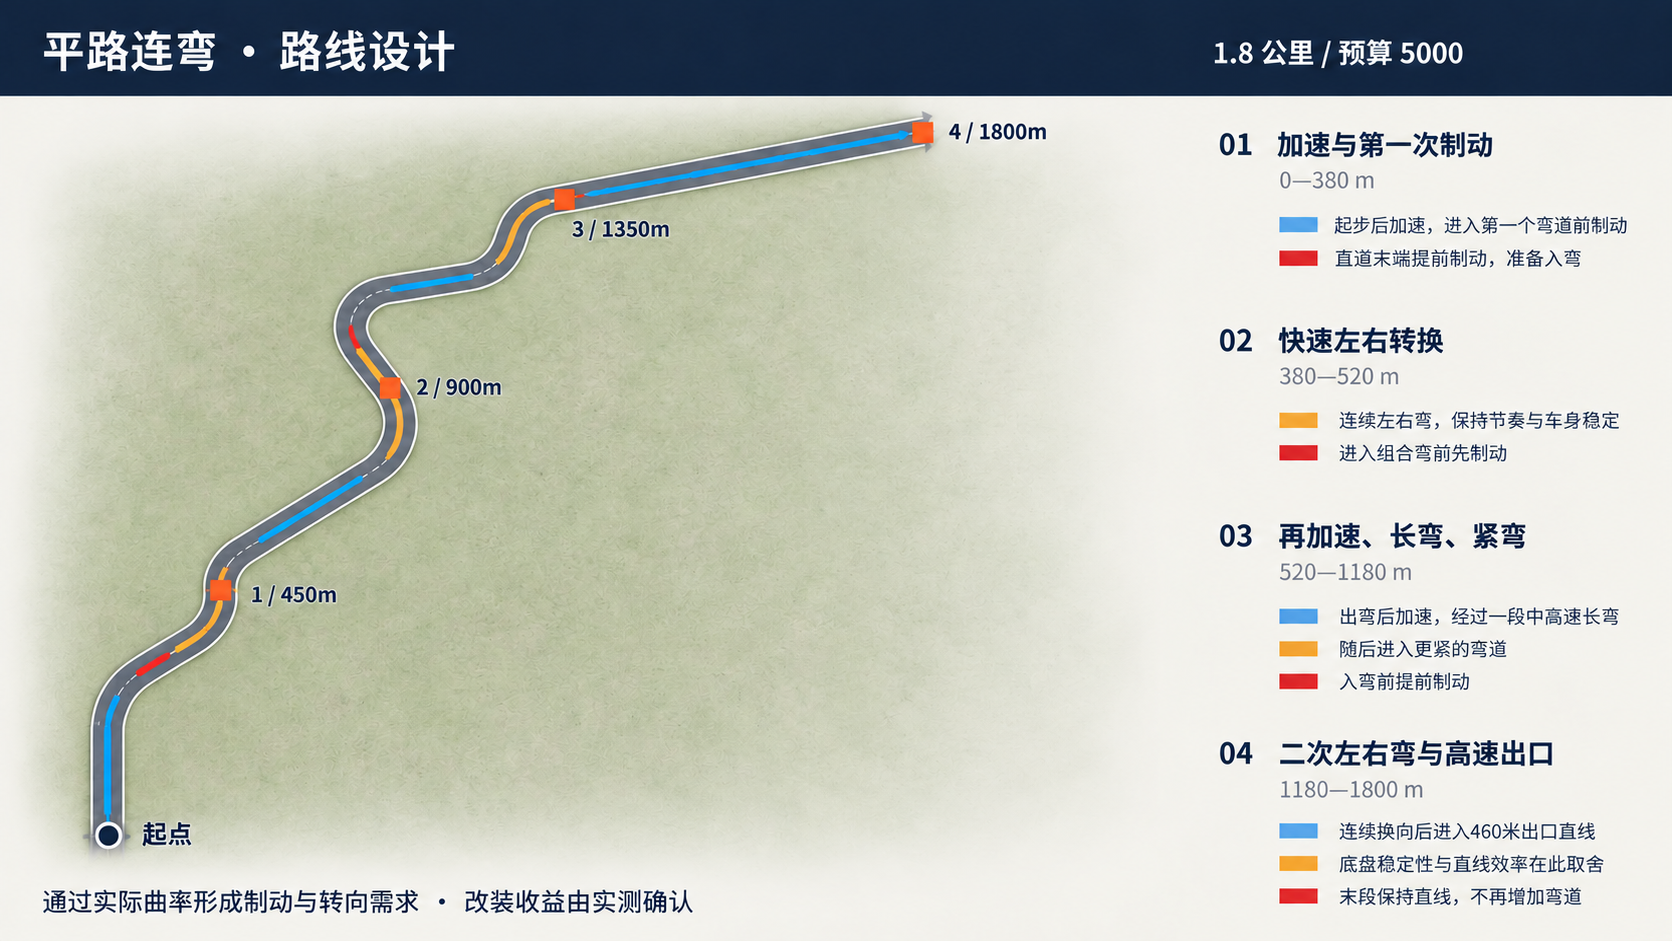 平路连弯 • 路线设计
1.8 公里 / 预算 5000
4 / 1800m
3 / 1350m
2 / 900m
1 / 450m
起点
通过实际曲率形成制动与转向需求 • 改装收益由实测确认
01 加速与第一次制动
0—380 m
起步后加速，进入第一个弯道前制动
直道末端提前制动，准备入弯
02 快速左右转换
380—520 m
连续左右弯，保持节奏与车身稳定
进入组合弯前先制动
03 再加速、长弯、紧弯
520—1180 m
出弯后加速，经过一段中高速长弯
随后进入更紧的弯道
入弯前提前制动
04 二次左右弯与高速出口
1180—1800 m
连续换向后进入460米出口直线
底盘稳定性与直线效率在此取舍
末段保持直线，不再增加弯道